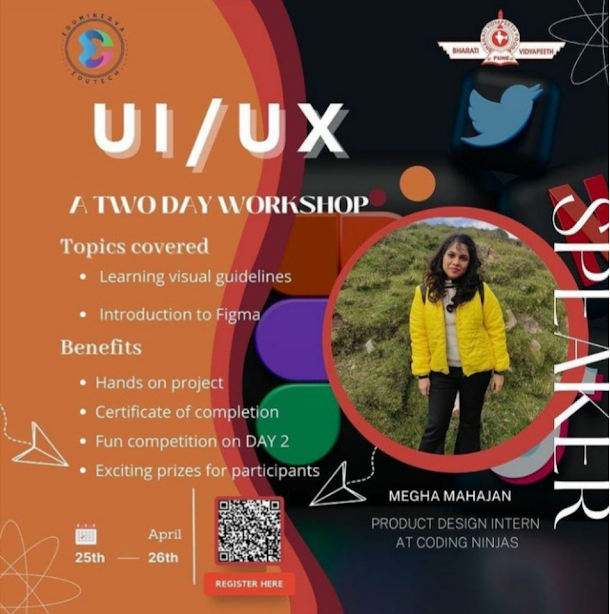 EDUMINERVA
EDUTECH
BHARATI VIDYAPEETH
PUNE
UI/UX
A TWO DAY WORKSHOP
Topics covered
• Learning visual guidelines
• Introduction to Figma
Benefits
• Hands on project
• Certificate of completion
• Fun competition on DAY 2
• Exciting prizes for participants
SPEAKER
MEGHA MAHAJAN
PRODUCT DESIGN INTERN
AT CODING NINJAS
April
25th — 26th
REGISTER HERE